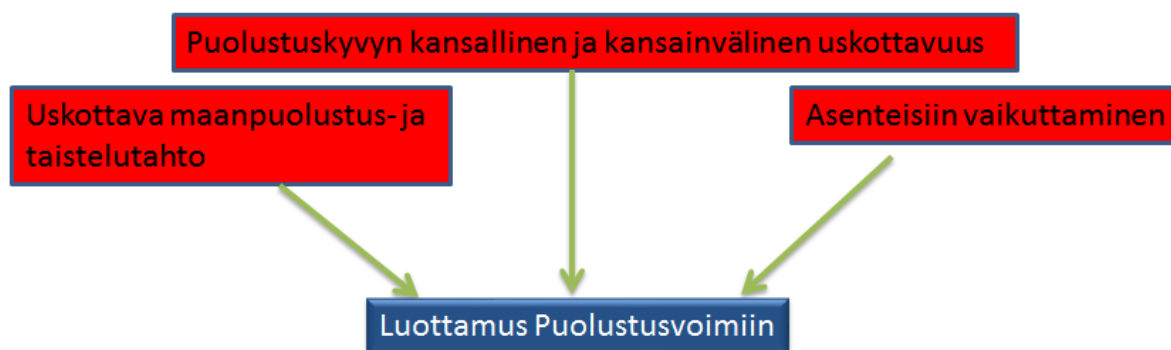 Puolustuskyvyn kansallinen ja kansainvälinen uskottavuus
Uskottava maanpuolustus- ja
taistelutahto
Asenteisiin vaikuttaminen
Luottamus Puolustusvoimiin